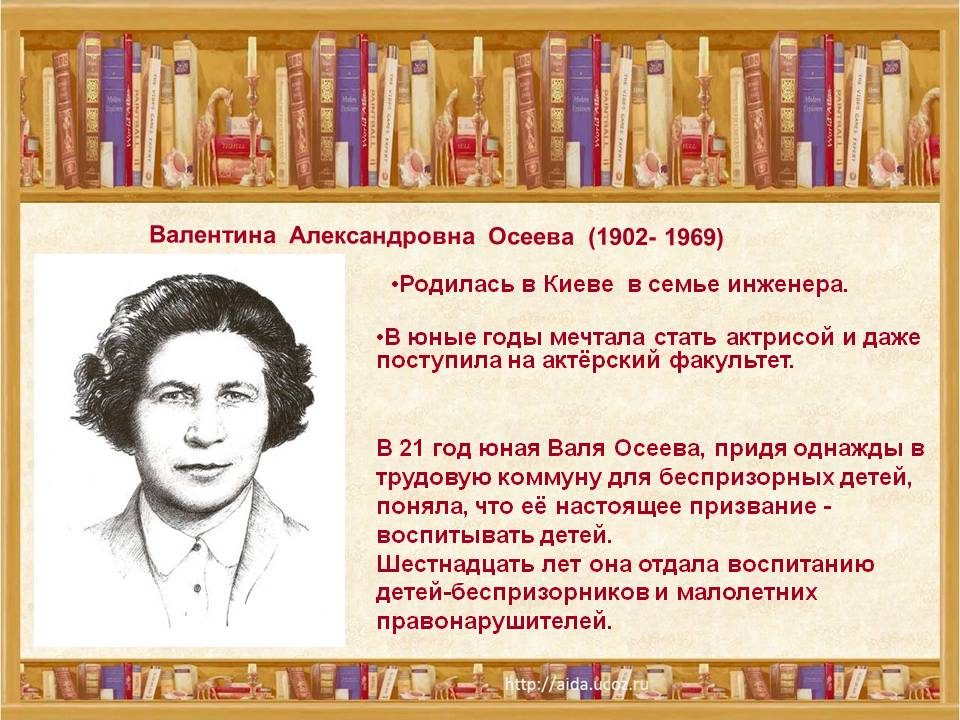 Валентина Александровна Осеева (1902- 1969)
•Родилась в Киеве в семье инженера.
•В юные годы мечтала стать актрисой и даже
поступила на актёрский факультет.
В 21 год юная Валя Осеева, придя однажды в
трудовую коммуну для беспризорных детей,
поняла, что её настоящее призвание -
воспитывать детей.
Шестнадцать лет она отдала воспитанию
детей-беспризорников и малолетних
правонарушителей.
http://aida.ucoz.ru